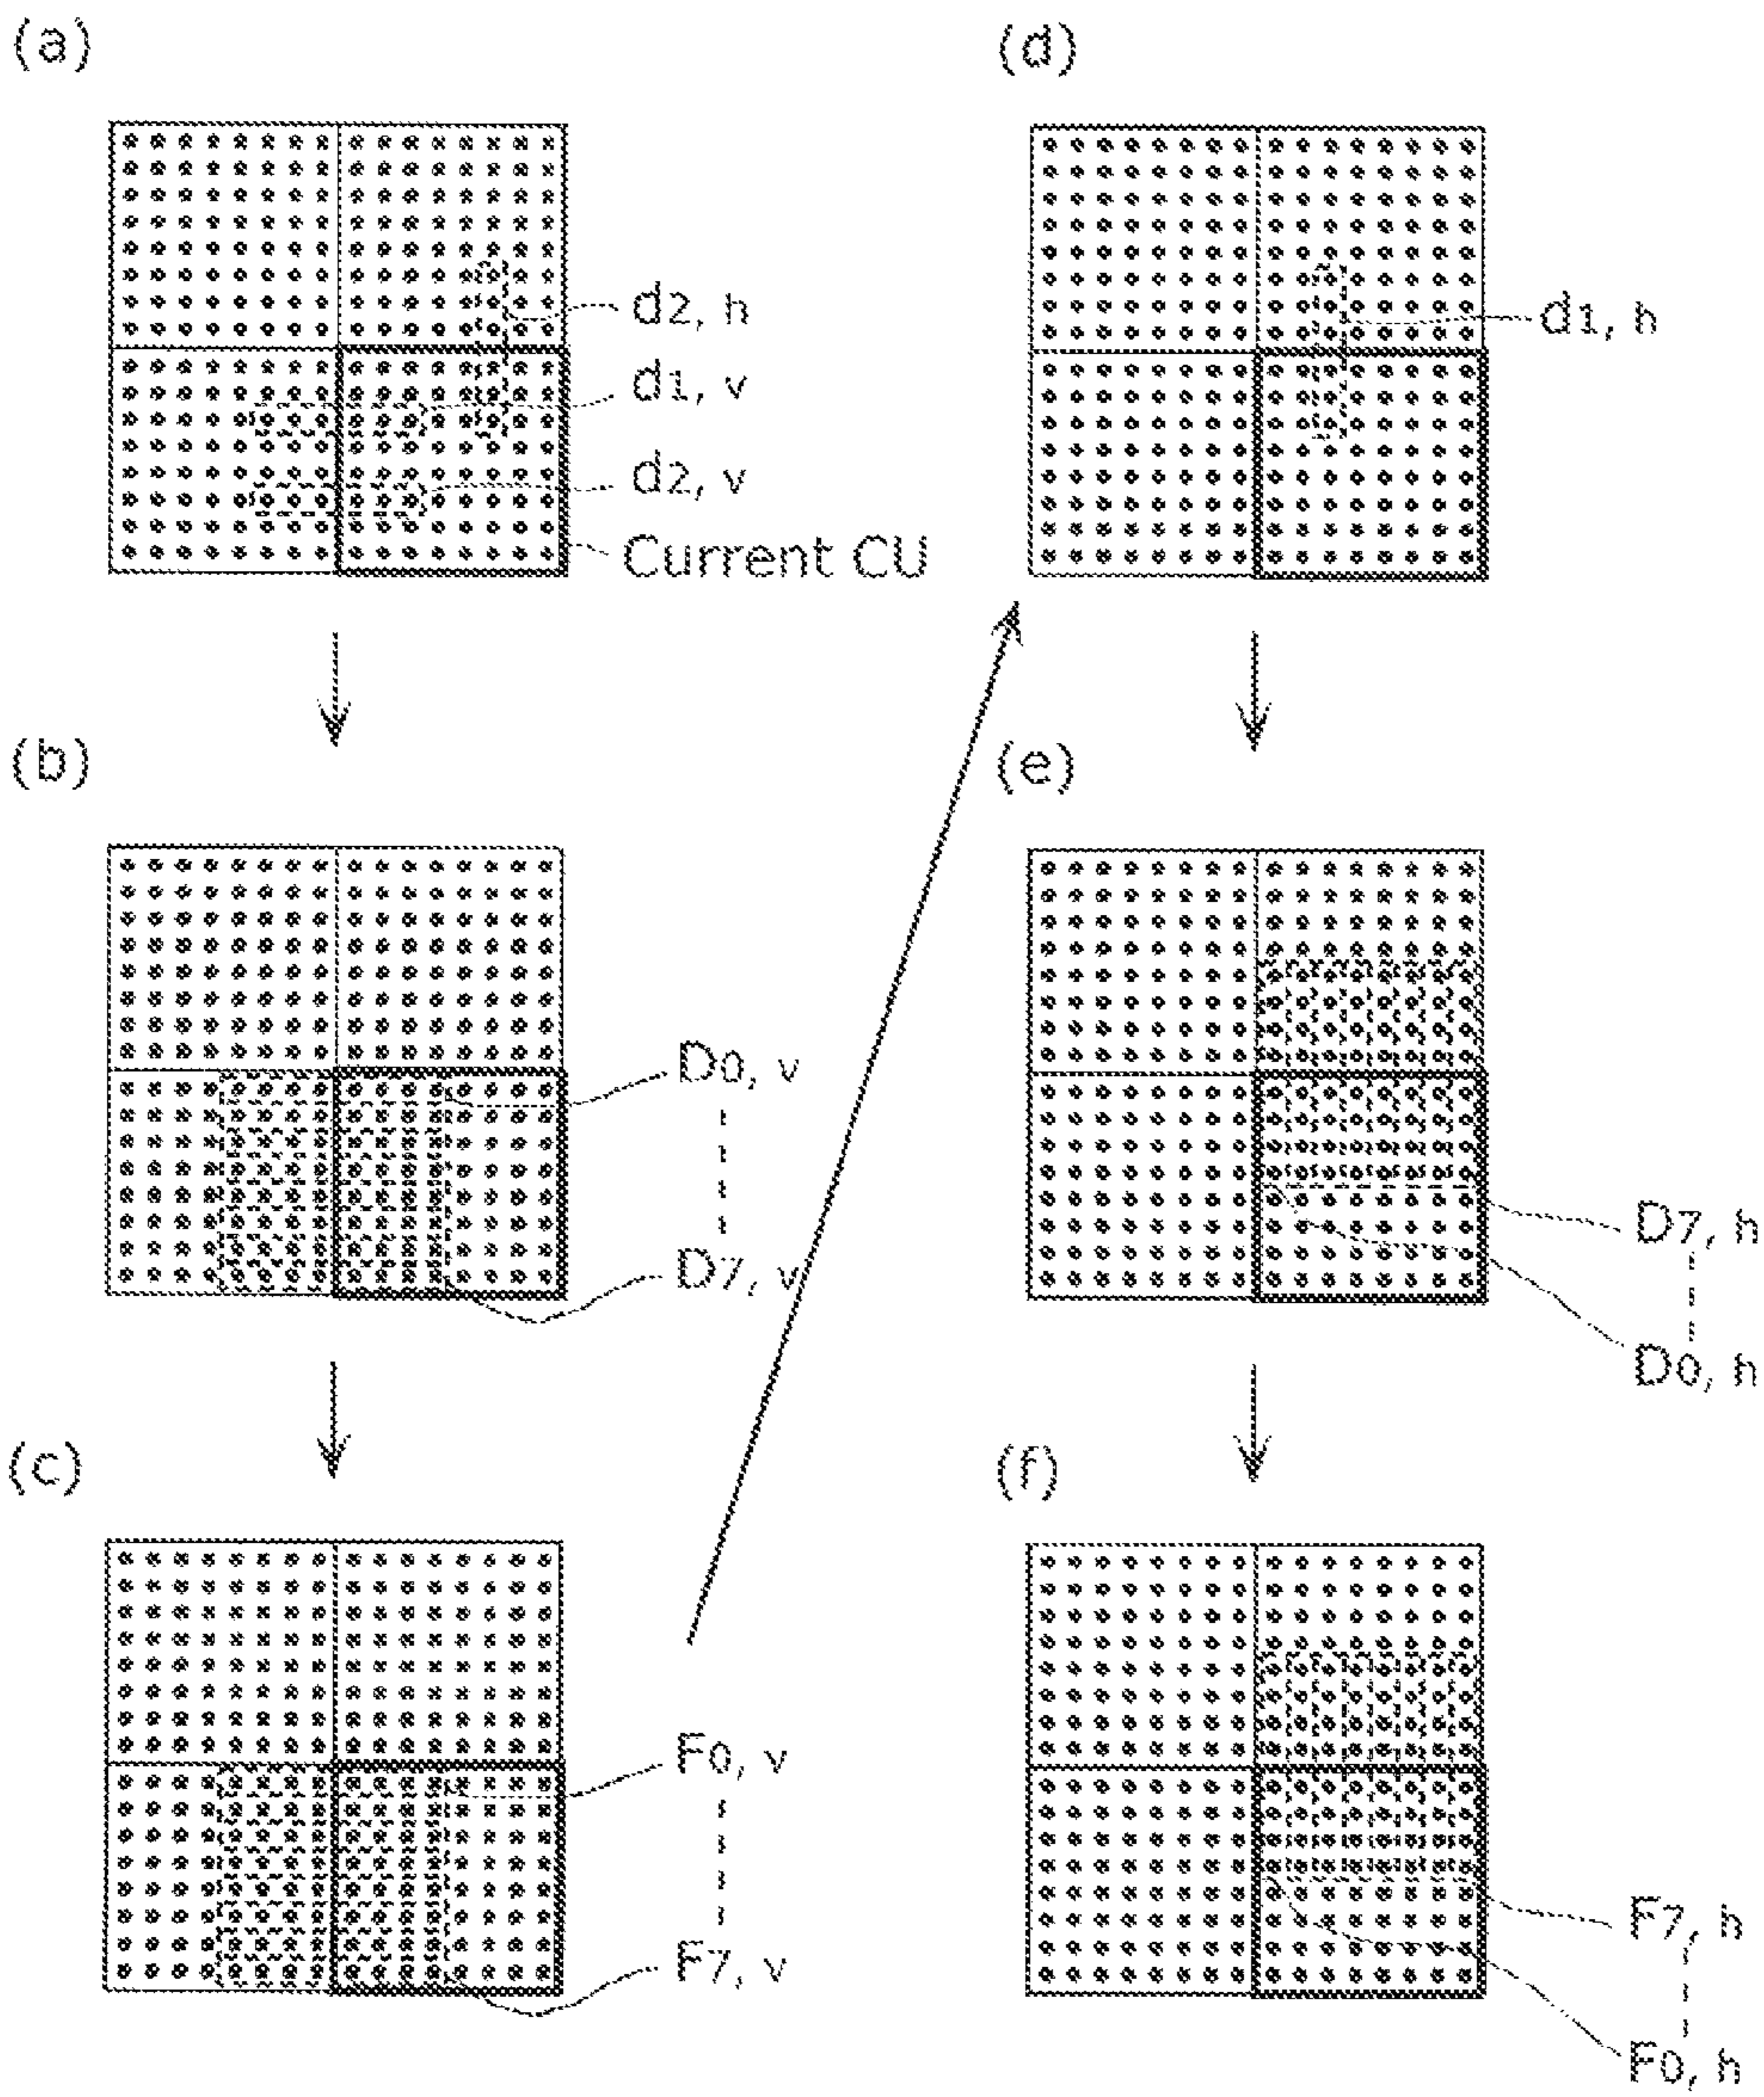 (a)
d2, h
d1, v
d2, v
Current CU
(b)
D0, v
D7, v
(c)
F0, v
F7, v
(d)
d1, h
(e)
D7, h
D0, h
(f)
F7, h
F0, h